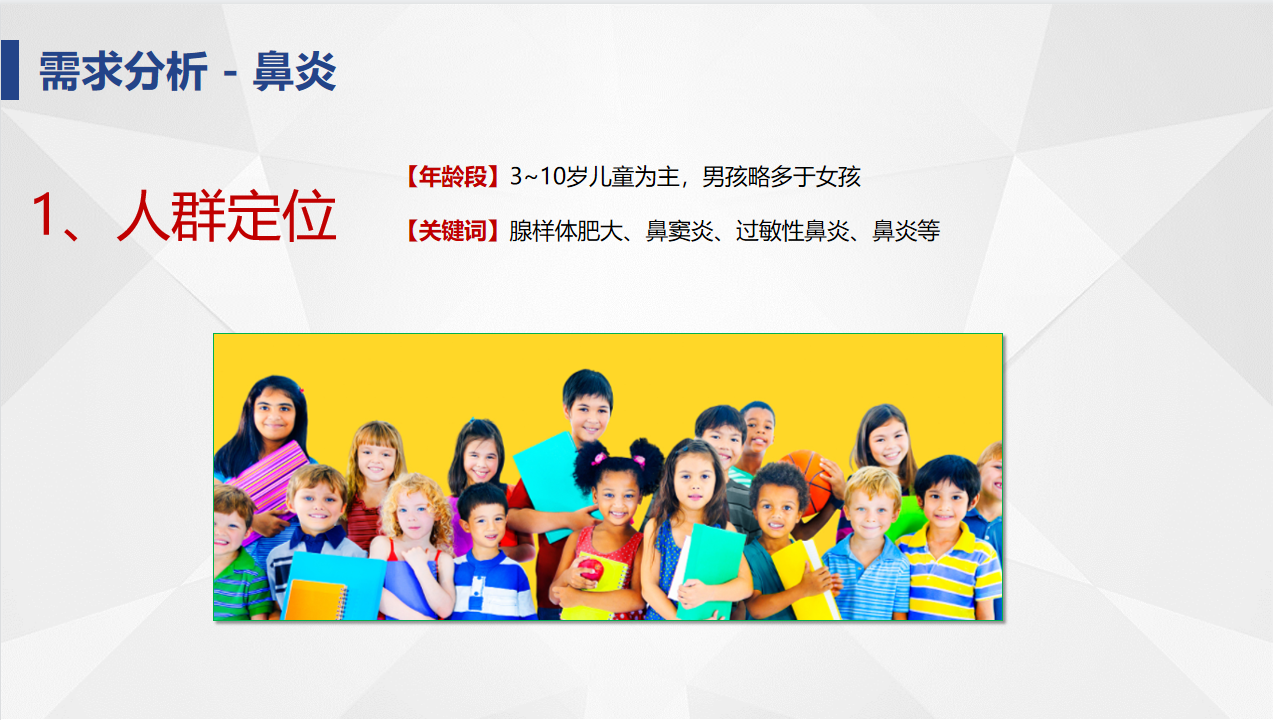 需求分析 - 鼻炎
1、人群定位
【年龄段】3~10岁儿童为主，男孩略多于女孩
【关键词】腺样体肥大、鼻窦炎、过敏性鼻炎、鼻炎等